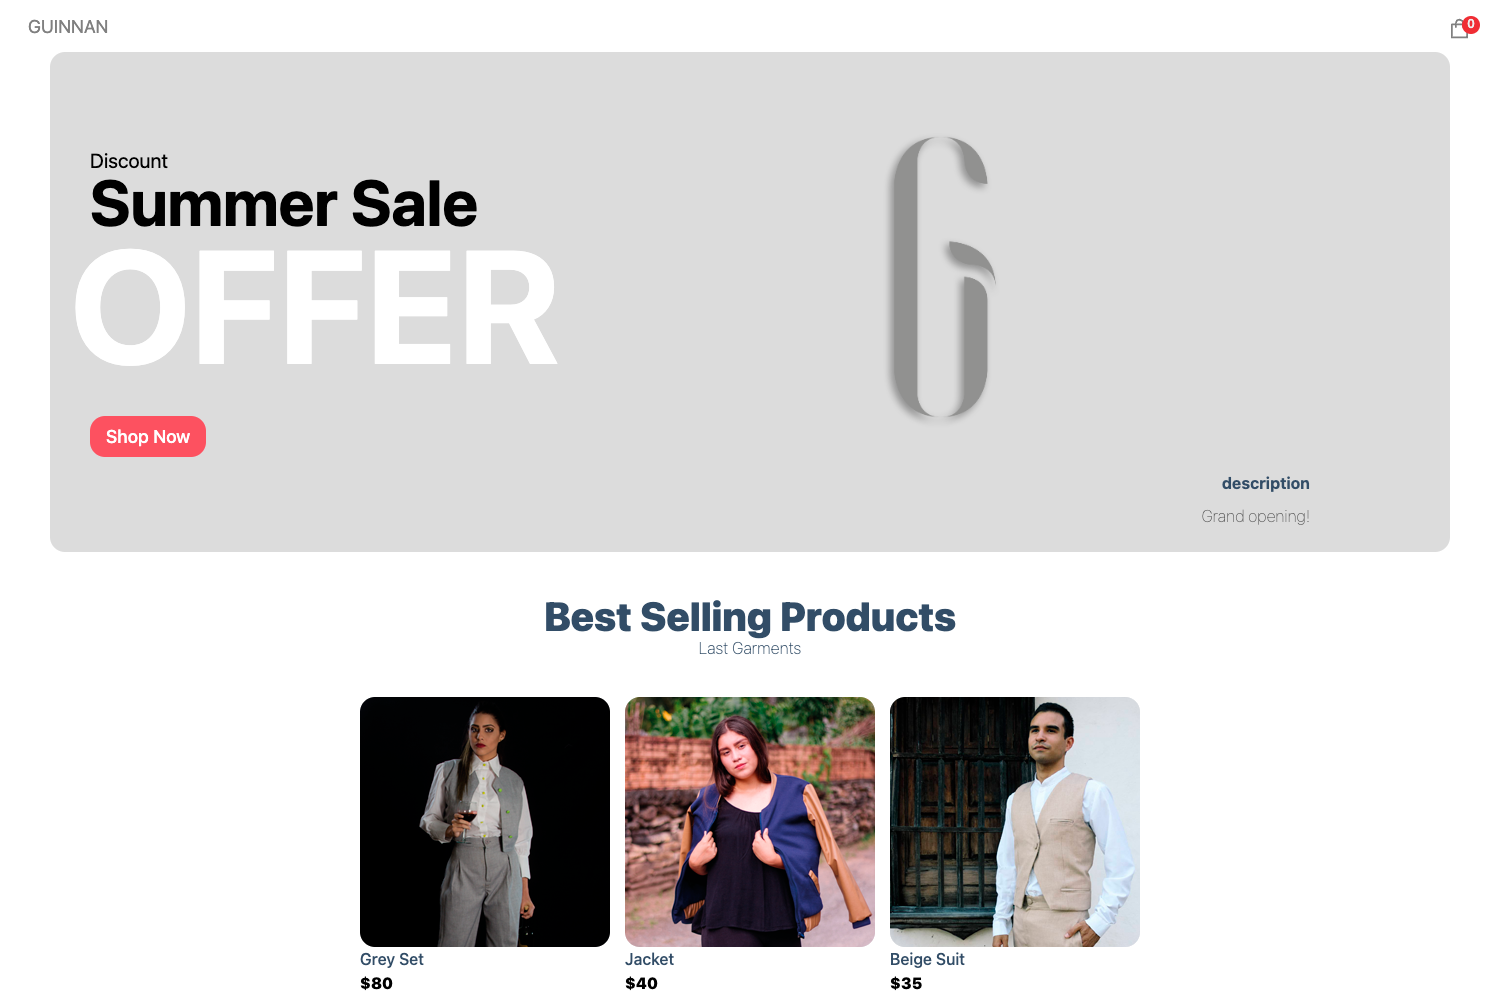 GUINNAN
0
Discount
Summer Sale
OFFER
G
Shop Now
description
Grand opening!
Best Selling Products
Last Garments
Grey Set
$80
Jacket
$40
Beige Suit
$35